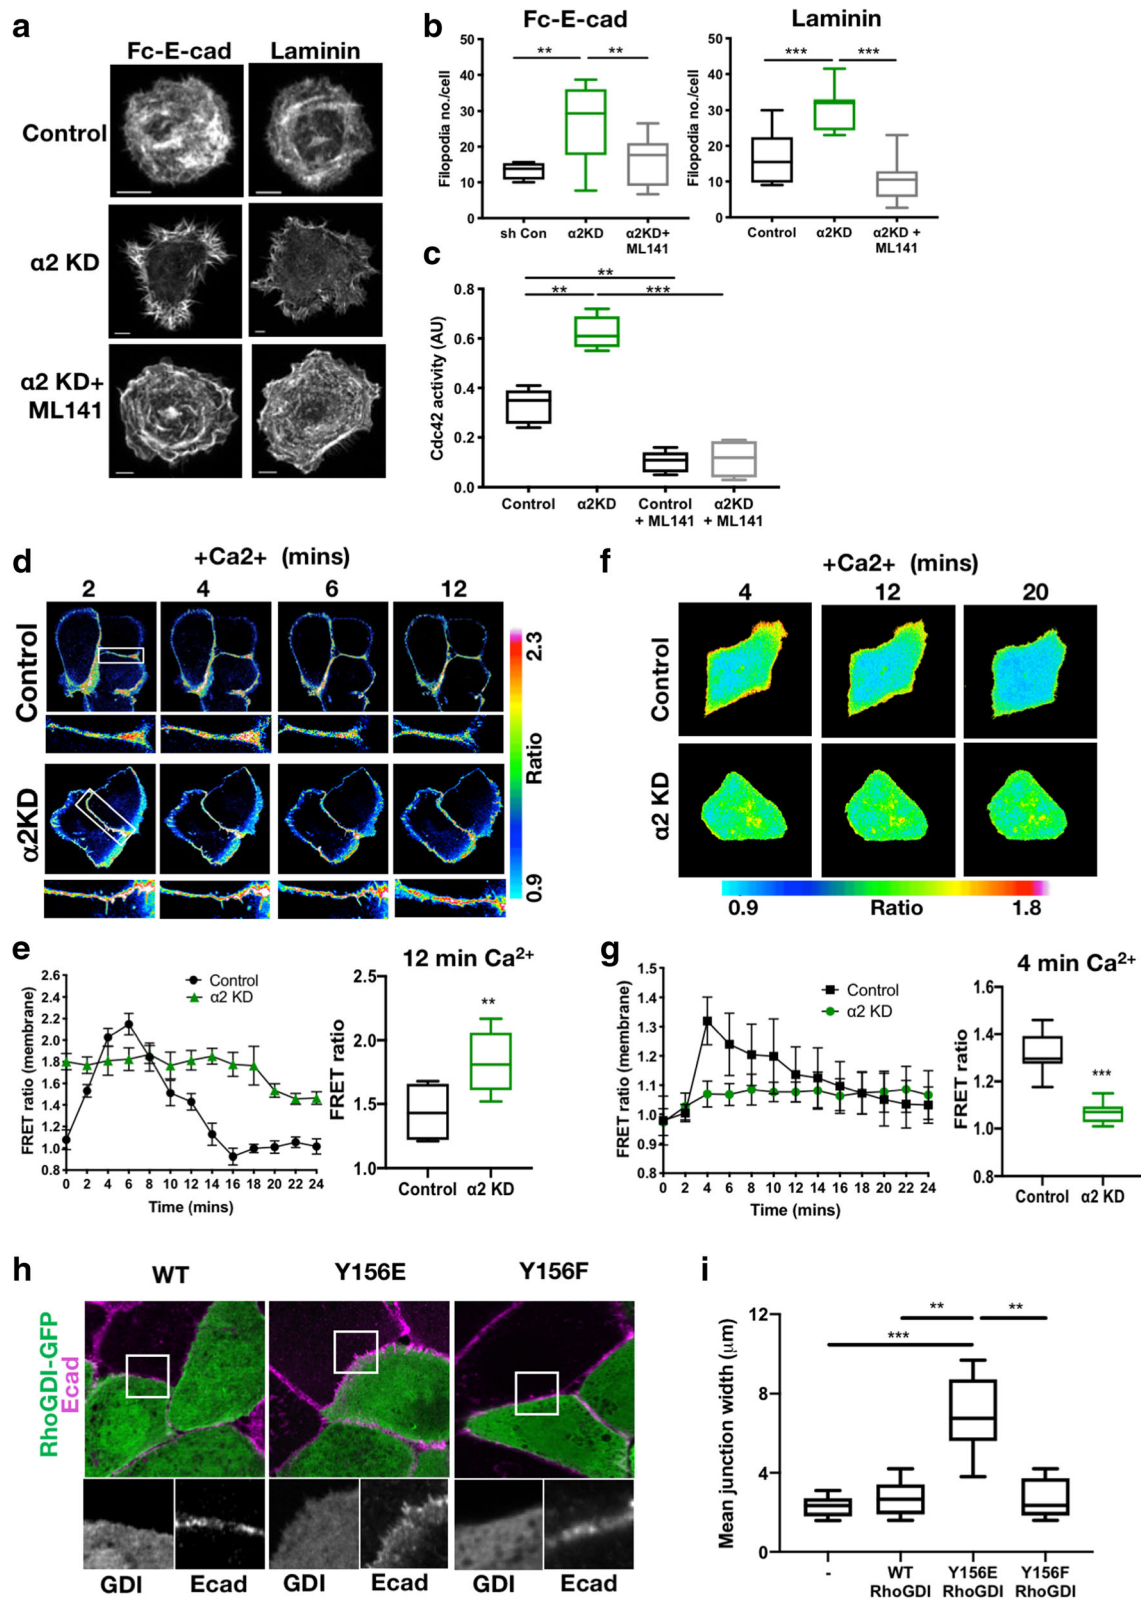 a
Fc-E-cad Laminin
Control
α2 KD
α2 KD+
ML141
b
Fc-E-cad
Filopodia no./cell
50
40
30
20
10
0
** **
sh Con α2KD α2KD+
ML141
Laminin
Filopodia no./cell
50
40
30
20
10
0
*** ***
Control α2KD α2KD +
ML141
c
Cdc42 activity (AU)
0.8
0.6
0.4
0.2
0.0
**
** ***
Control α2KD Control α2KD
+ ML141 + ML141
d
+Ca2+ (mins)
2 4 6 12
Control
α2KD
2.3
Ratio
0.9
e
FRET ratio (membrane)
2.6
2.4
2.2
2.0
1.8
1.6
1.4
1.2
1.0
0.8
Control
α2 KD
0 2 4 6 8 10 12 14 16 18 20 22 24
Time (mins)
12 min Ca2+
FRET ratio
2.5
2.0
1.5
1.0
**
Control α2 KD
f
+Ca2+ (mins)
4 12 20
Control
α2 KD
0.9 Ratio 1.8
g
FRET ratio (membrane)
1.5
1.4
1.3
1.2
1.1
1.0
0.9
0.8
Control
α2 KD
0 2 4 6 8 10 12 14 16 18 20 22 24
Time (mins)
4 min Ca2+
FRET ratio
1.6
1.4
1.2
1.0
0.8
***
Control α2 KD
h
WT Y156E Y156F
RhoGDI-GFP
Ecad
GDI Ecad GDI Ecad GDI Ecad
i
Mean junction width (μm)
12
8
4
0
** **
***
- WT Y156E Y156F
RhoGDI RhoGDI RhoGDI